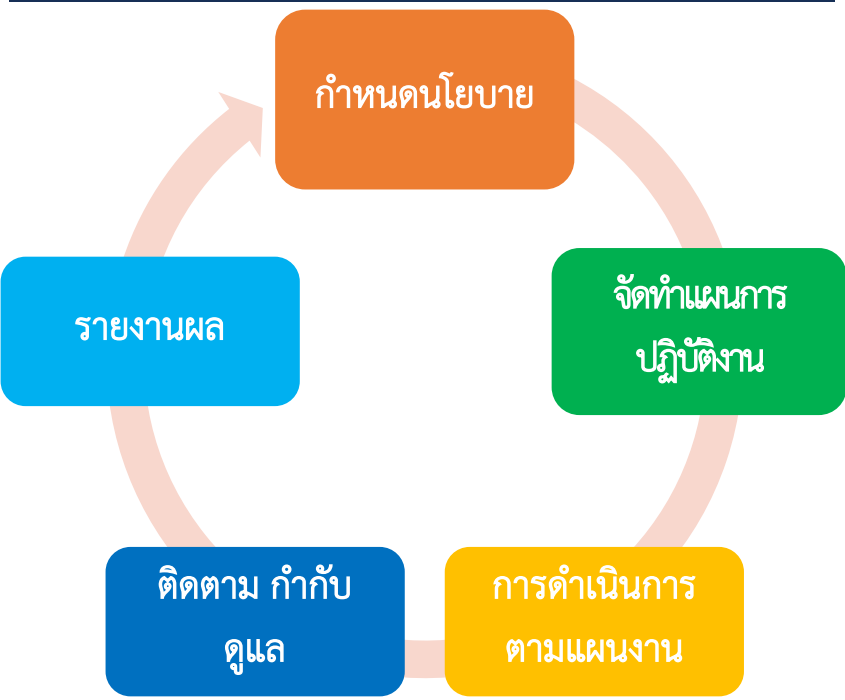 กำหนดนโยบาย
จัดทำแผนการ
ปฏิบัติงาน
การดำเนินการ
ตามแผนงาน
ติดตาม กำกับ
ดูแล
รายงานผล